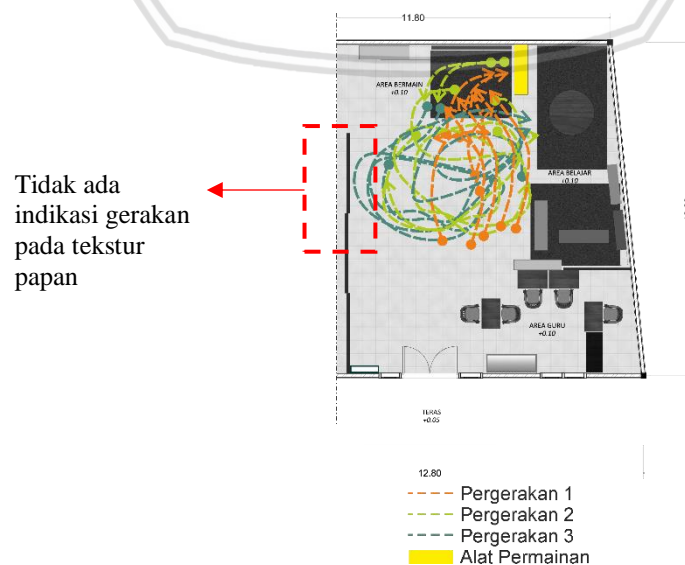 11.80
AREA BERMAIN
+0.10
Tidak ada
indikasi gerakan
pada tekstur
papan
AREA BELAJAR
+0.10
AREA GURU
+0.10
TERAS
+0.05
12.80
Pergerakan 1
Pergerakan 2
Pergerakan 3
Alat Permainan